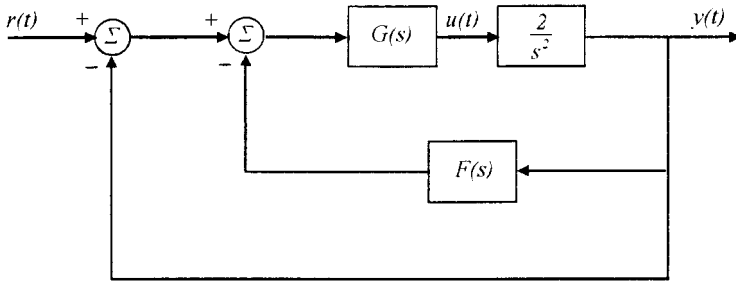 r(t) + Σ + Σ G(s) u(t) 2/s² y(t)
− −
F(s)